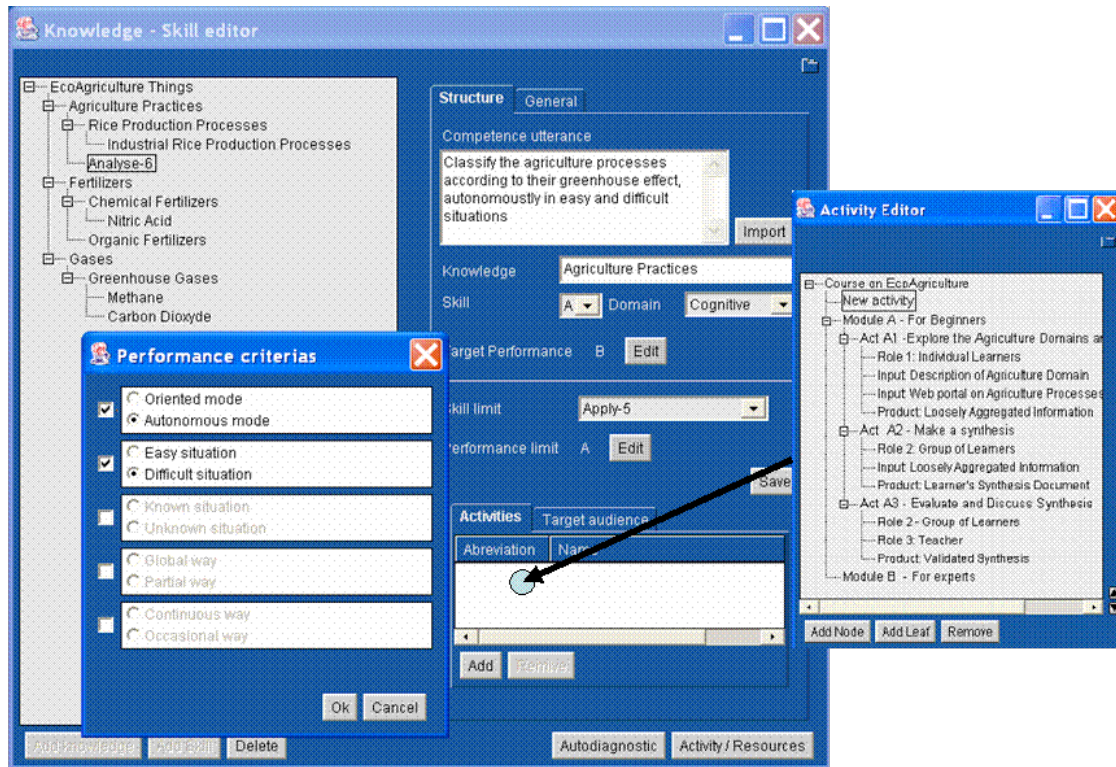 Knowledge - Skill editor
EcoAgriculture Things
Agriculture Practices
Rice Production Processes
Industrial Rice Production Processes
Analyse-6
Fertilizers
Chemical Fertilizers
Nitric Acid
Organic Fertilizers
Gases
Greenhouse Gases
Methane
Carbon Dioxyde
Structure
General
Competence utterance
Classify the agriculture processes
according to their greenhouse effect,
autonomoustly in easy and difficult
situations
Import
Knowledge Agriculture Practices
Skill A Domain Cognitive
Target Performance B Edit
Skill limit Apply-5
Performance limit A Edit
Save
Activities
Target audience
Abreviation Name
Add Remove
Add knowledge Add Skill Delete
Autodiagnostic Activity / Resources
Performance criterias
Oriented mode
Autonomous mode
Easy situation
Difficult situation
Known situation
Unknown situation
Global way
Partial way
Continuous way
Occasional way
Ok Cancel
Activity Editor
Course on EcoAgriculture
New activity
Module A - For Beginners
Act A1 -Explore the Agriculture Domains
Role 1: Individual Learners
Input: Description of Agriculture Domain
Input: Web portal on Agriculture Processes
Product: Loosely Aggregated Information
Act A2 - Make a synthesis
Role 2: Group of Learners
Input: Loosely Aggregated Information
Product: Learner's Synthesis Document
Act A3 - Evaluate and Discuss Synthesis
Role 2 - Group of Learners
Role 3: Teacher
Product: Validated Synthesis
Module B - For experts
Add Node Add Leaf Remove